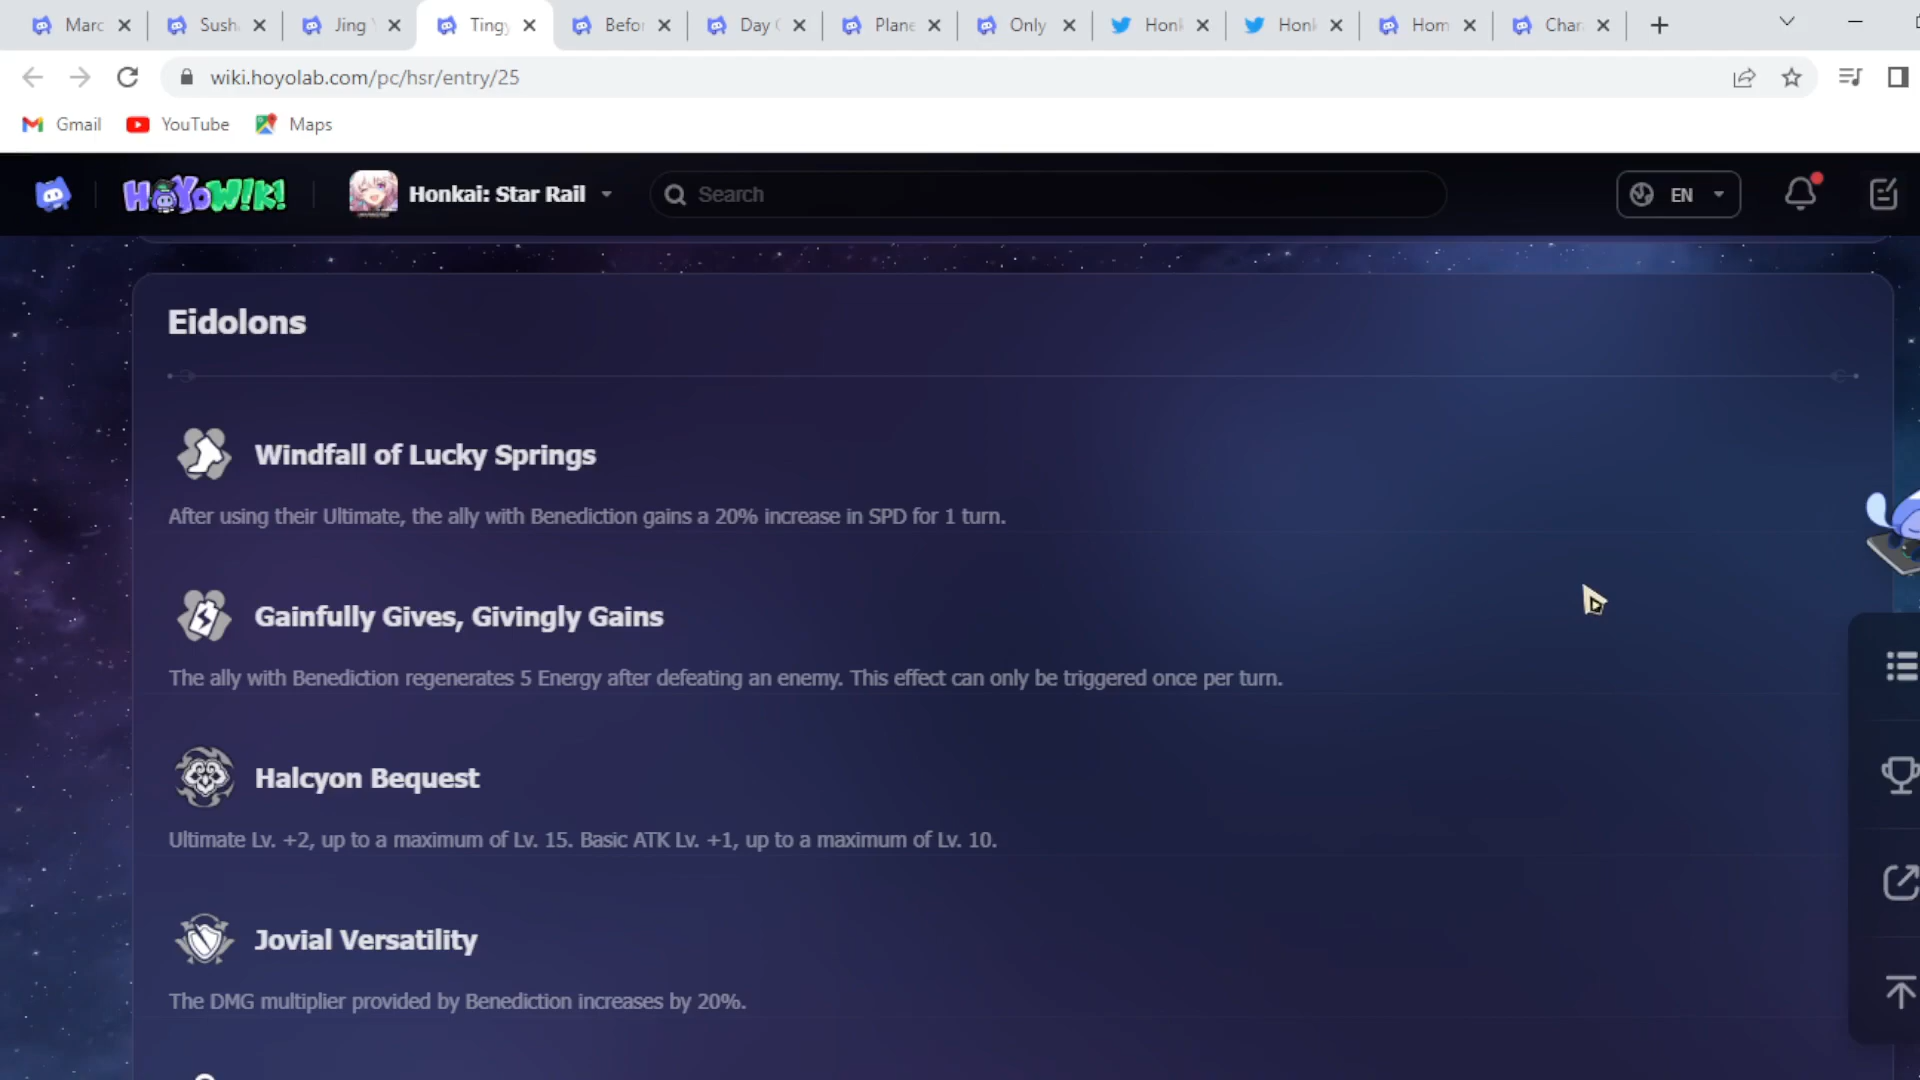 Marc
Sush
Jing
Ting
Befor
Day
Plane
Only
Honk
Honk
Hom
Char
wiki.hoyolab.com/pc/hsr/entry/25
Gmail YouTube Maps
HoYoWiKi! Honkai: Star Rail Search EN
Eidolons
Windfall of Lucky Springs
After using their Ultimate, the ally with Benediction gains a 20% increase in SPD for 1 turn.
Gainfully Gives, Givingly Gains
The ally with Benediction regenerates 5 Energy after defeating an enemy. This effect can only be triggered once per turn.
Halcyon Bequest
Ultimate Lv. +2, up to a maximum of Lv. 15. Basic ATK Lv. +1, up to a maximum of Lv. 10.
Jovial Versatility
The DMG multiplier provided by Benediction increases by 20%.